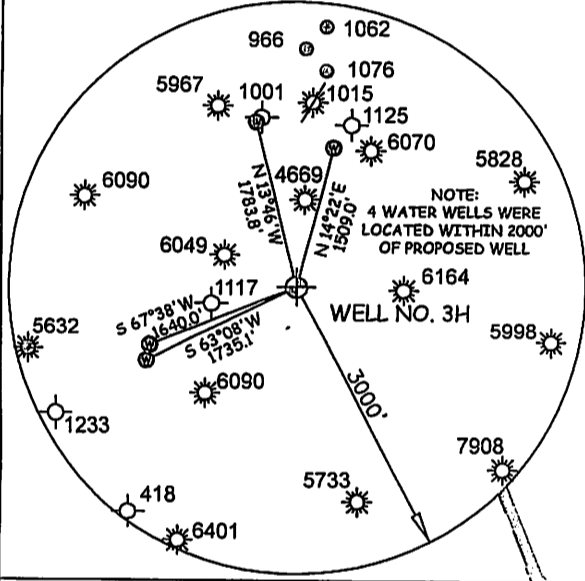 1062
966
1076
5967
1001
1015
1125
6070
5828
6090
4669
N 13°46'W
1783.8'
N 14°22'E
1509.0'
NOTE:
4 WATER WELLS WERE
LOCATED WITHIN 2000'
OF PROPOSED WELL
6049
6164
1117
WELL NO. 3H
S 67°38'W
1640.0'
S 63°08'W
1735.1'
5632
5998
6090
3000'
1233
7908
418
5733
6401
W
W
W
W